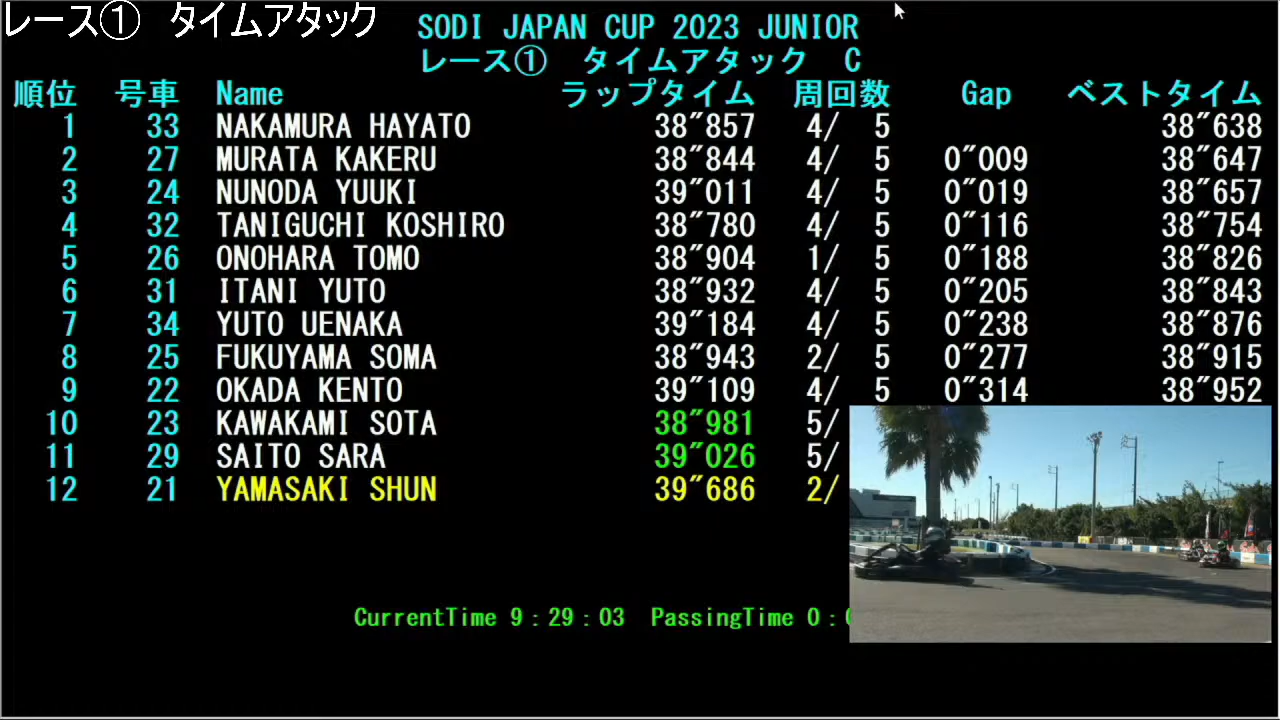 レース① タイムアタック
SODI JAPAN CUP 2023 JUNIOR
レース① タイムアタック C
順位 号車 Name ラップタイム 周回数 Gap ベストタイム
1 33 NAKAMURA HAYATO 38"857 4/ 5 38"638
2 27 MURATA KAKERU 38"844 4/ 5 0"009 38"647
3 24 NUNODA YUUKI 39"011 4/ 5 0"019 38"657
4 32 TANIGUCHI KOSHIRO 38"780 4/ 5 0"116 38"754
5 26 ONOHARA TOMO 38"904 1/ 5 0"188 38"826
6 31 ITANI YUTO 38"932 4/ 5 0"205 38"843
7 34 YUTO UENAKA 39"184 4/ 5 0"238 38"876
8 25 FUKUYAMA SOMA 38"943 2/ 5 0"277 38"915
9 22 OKADA KENTO 39"109 4/ 5 0"314 38"952
10 23 KAWAKAMI SOTA 38"981 5/
11 29 SAITO SARA 39"026 5/
12 21 YAMASAKI SHUN 39"686 2/
CurrentTime 9:29:03 PassingTime 0: